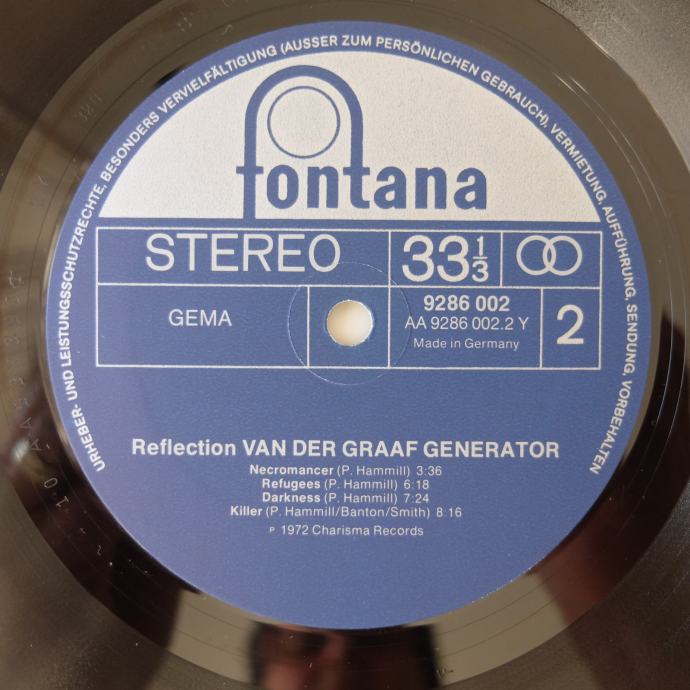 URHEBER- UND LEISTUNGSSCHUTZRECHTE, BESONDERS VERVIELFÄLTIGUNG (AUSSER ZUM PERSÖNLICHEN GEBRAUCH), VERMIETUNG, AUFFÜHRUNG, SENDUNG, VORBEHALTEN
fontana
STEREO
33 1/3
GEMA
9286 002
AA 9286 002.2 Y
Made in Germany
2
Reflection VAN DER GRAAF GENERATOR
Necromancer (P. Hammill) 3:36
Refugees (P. Hammill) 6:18
Darkness (P. Hammill) 7:24
Killer (P. Hammill/Banton/Smith) 8:16
P 1972 Charisma Records